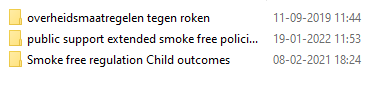 overheidsmaatregelen tegen roken 11-09-2019 11:44
public support extended smoke free polici... 19-01-2022 11:53
Smoke free regulation Child outcomes 08-02-2021 18:24